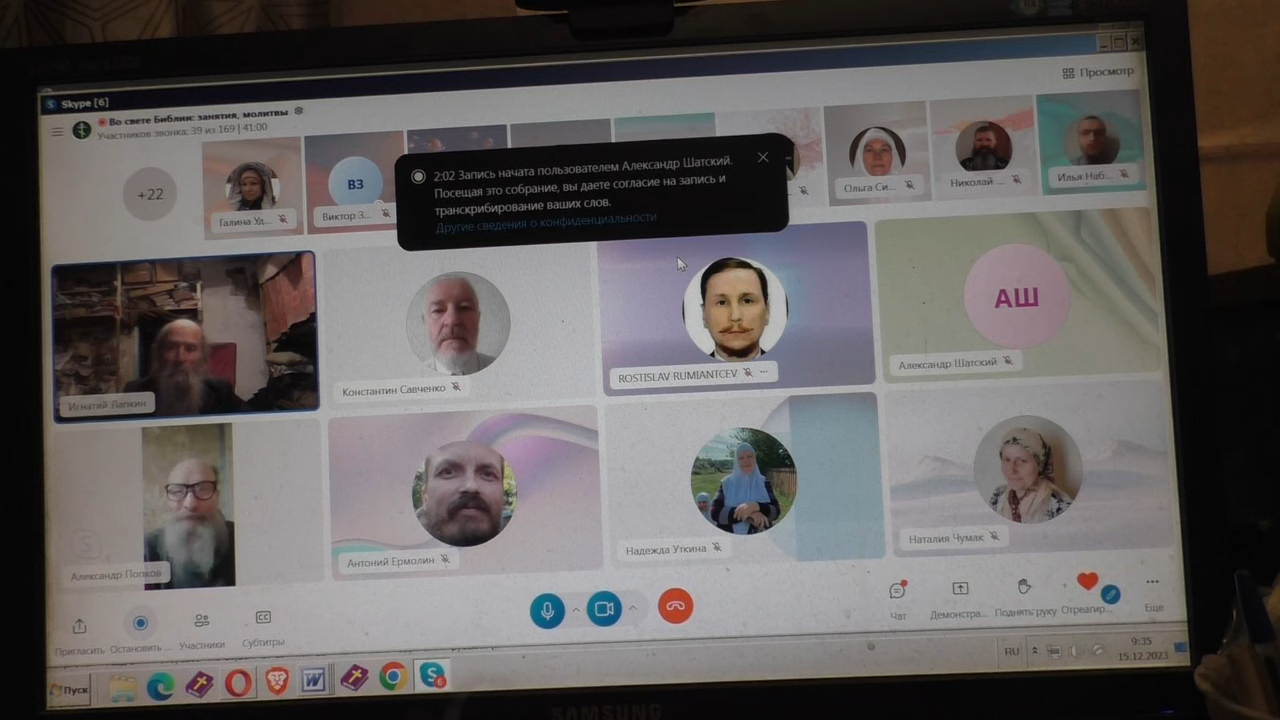 Skype [6]
Просмотр
Во свете Библии: занятия, молитвы
Участников звонка: 39 из 169 | 41:00
+22
Галина Уд...
ВЗ
Виктор З...
2:02 Запись начата пользователем Александр Шатский.
Посещая это собрание, вы даете согласие на запись и
транскрибирование ваших слов.
Другие сведения о конфиденциальности
Ольга Си...
Николай ...
Илья Наб...
Игнатий Лапкин
Константин Савченко
ROSTISLAV RUMIANTCEV
АШ
Александр Шатский
Александр Попков
Антоний Ермолин
Надежда Уткина
Наталия Чумак
Пригласить
Остановить ...
Участники
Субтитры
Чат
Демонстра...
Поднять руку
Отреагир...
Еще
Пуск
RU
9:35
15.12.2023
SAMSUNG